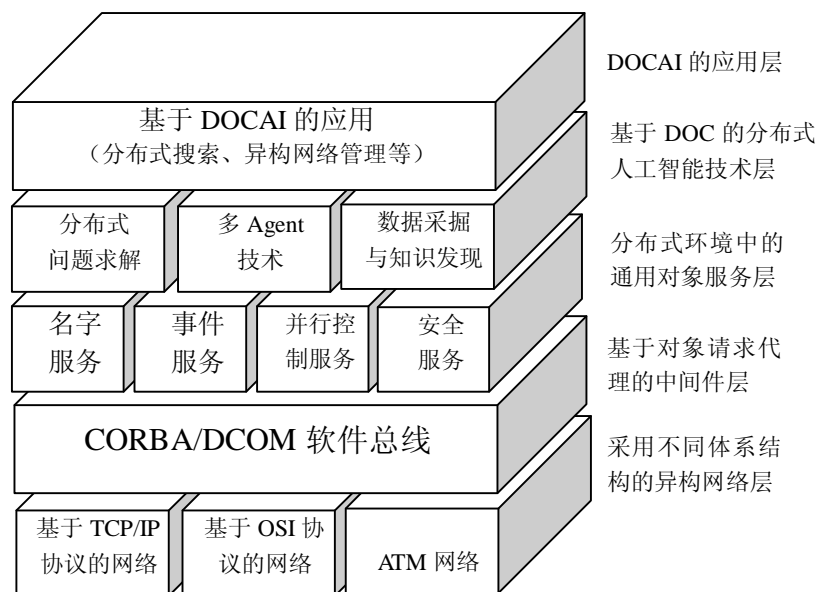 DOCAI 的应用层
基于 DOCAI 的应用
（分布式搜索、异构网络管理等）
基于 DOC 的分布式
人工智能技术层
分布式
问题求解
多 Agent
技术
数据采掘
与知识发现
分布式环境中的
通用对象服务层
名字
服务
事件
服务
并行控
制服务
安全
服务
基于对象请求代
理的中间件层
CORBA/DCOM 软件总线
采用不同体系结
构的异构网络层
基于 TCP/IP
协议的网络
基于 OSI 协
议的网络
ATM 网络